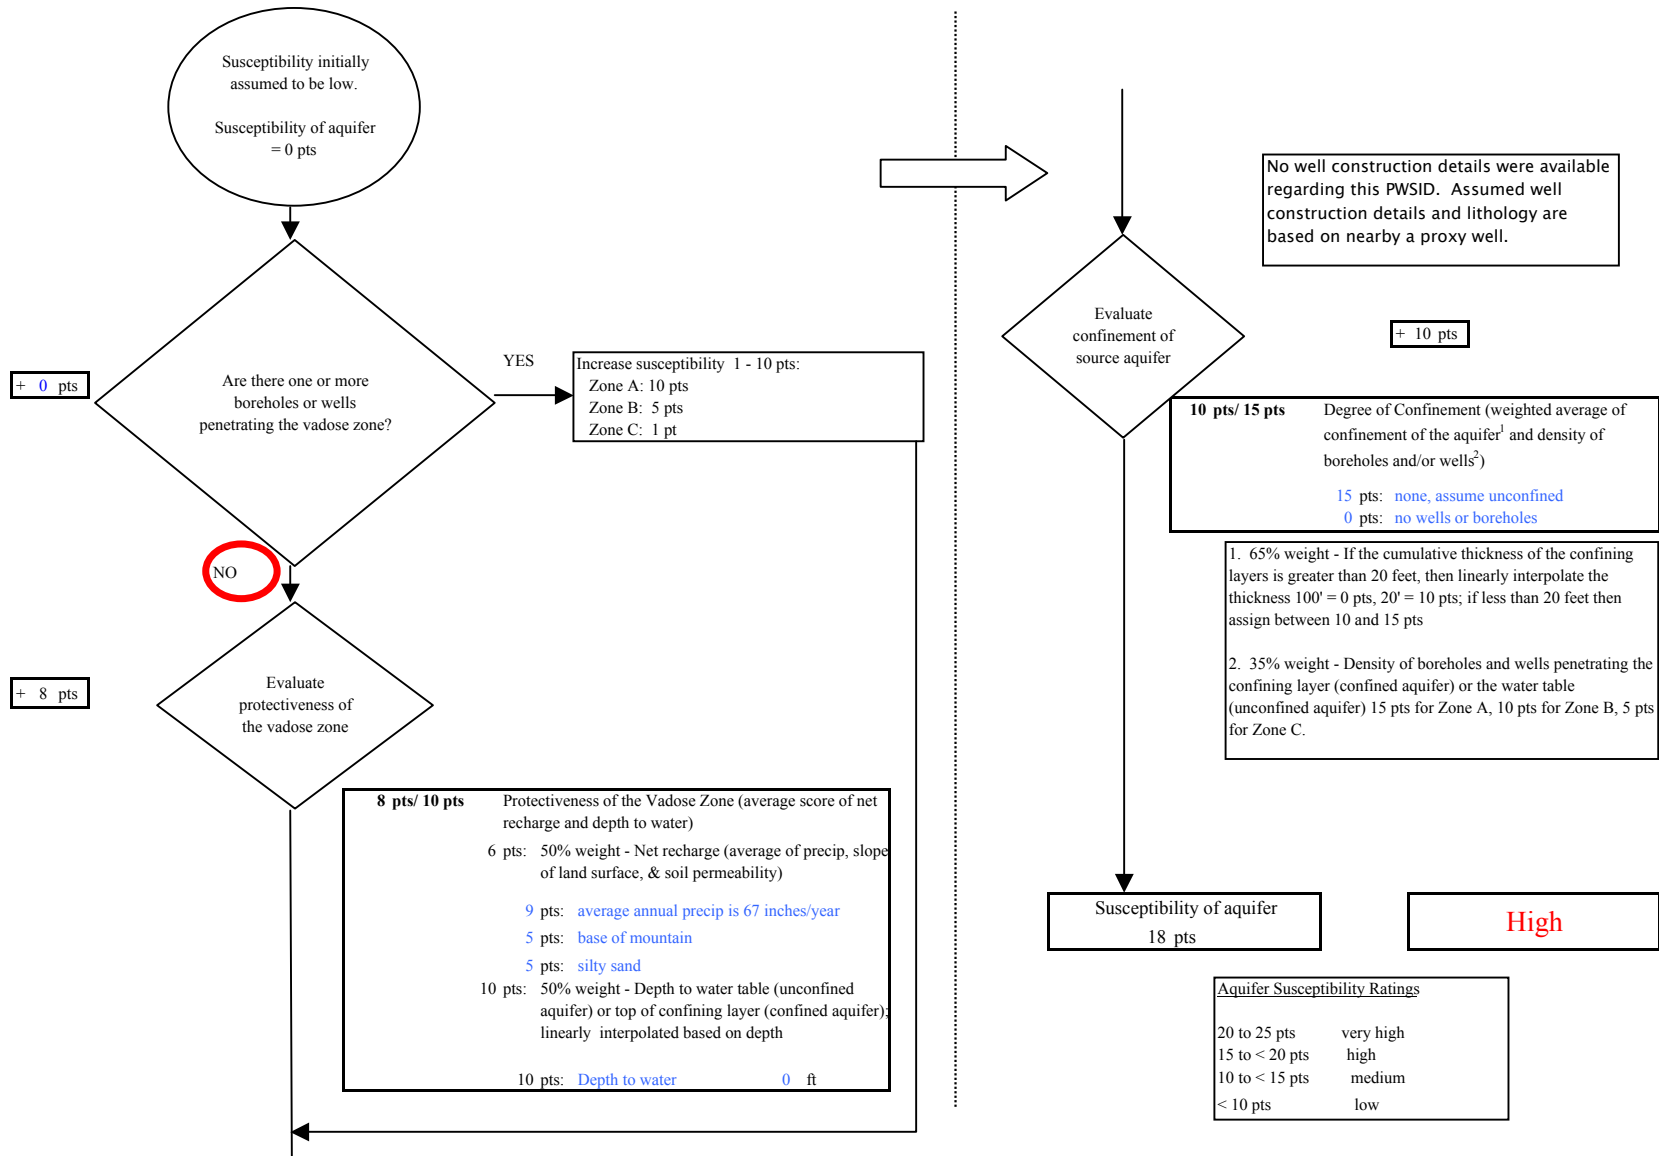 Susceptibility initially
assumed to be low.
Susceptibility of aquifer
= 0 pts
+ 0 pts
Are there one or more
boreholes or wells
penetrating the vadose zone?
YES
Increase susceptibility 1 - 10 pts:
Zone A: 10 pts
Zone B: 5 pts
Zone C: 1 pt
NO
+ 8 pts
Evaluate
protectiveness of
the vadose zone
8 pts/ 10 pts Protectiveness of the Vadose Zone (average score of net
recharge and depth to water)
6 pts: 50% weight - Net recharge (average of precip, slope
of land surface, & soil permeability)
9 pts: average annual precip is 67 inches/year
5 pts: base of mountain
5 pts: silty sand
10 pts: 50% weight - Depth to water table (unconfined
aquifer) or top of confining layer (confined aquifer);
linearly interpolated based on depth
10 pts: Depth to water 0 ft
No well construction details were available
regarding this PWSID. Assumed well
construction details and lithology are
based on nearby a proxy well.
Evaluate
confinement of
source aquifer
+ 10 pts
10 pts/ 15 pts Degree of Confinement (weighted average of
confinement of the aquifer1 and density of
boreholes and/or wells2)
15 pts: none, assume unconfined
0 pts: no wells or boreholes
1. 65% weight - If the cumulative thickness of the confining
layers is greater than 20 feet, then linearly interpolate the
thickness 100' = 0 pts, 20' = 10 pts; if less than 20 feet then
assign between 10 and 15 pts
2. 35% weight - Density of boreholes and wells penetrating the
confining layer (confined aquifer) or the water table
(unconfined aquifer) 15 pts for Zone A, 10 pts for Zone B, 5 pts
for Zone C.
Susceptibility of aquifer
18 pts
High
Aquifer Susceptibility Ratings
20 to 25 pts very high
15 to < 20 pts high
10 to < 15 pts medium
< 10 pts low